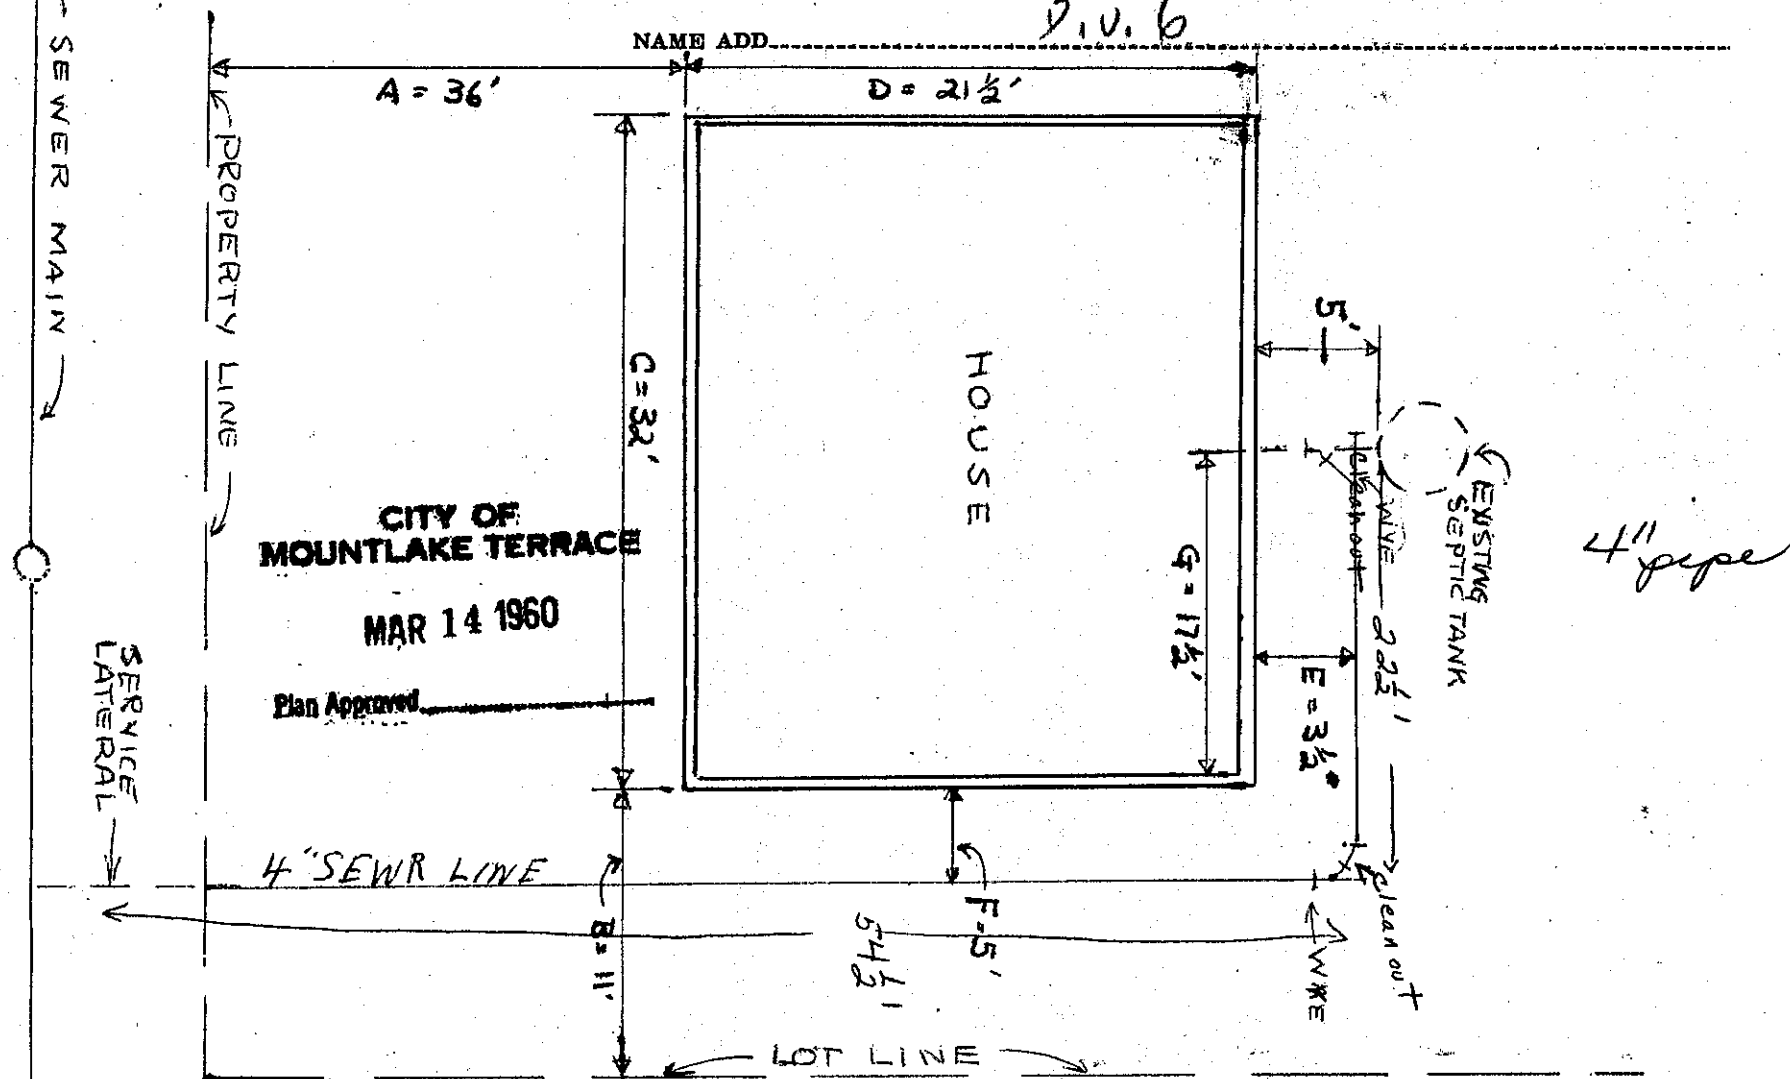 D.V. 6
NAME ADD
A = 36'
D = 21½'
SEWER MAIN
PROPERTY LINE
C = 32'
HOUSE
5'
EXISTING
SEPTIC TANK
4" pipe
Clean out
WYE
22½'
G = 17½'
E = 3½'
CITY OF
MOUNTLAKE TERRACE
MAR 14 1960
Plan Approved
SERVICE
LATERAL
4" SEWR LINE
F = 5'
54½'
B = 11'
Clean out
WYE
LOT LINE